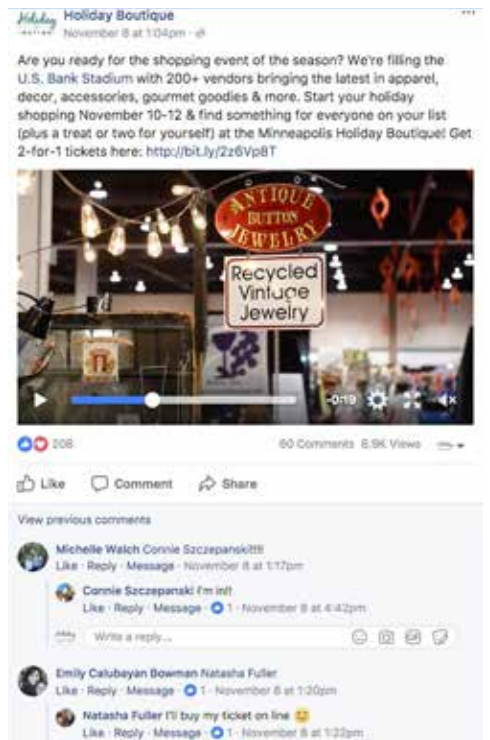 Holiday Boutique
November 8 at 1:04pm
Are you ready for the shopping event of the season? We're filling the
U.S. Bank Stadium with 200+ vendors bringing the latest in apparel,
decor, accessories, gourmet goodies & more. Start your holiday
shopping November 10-12 & find something for everyone on your list
(plus a treat or two for yourself) at the Minneapolis Holiday Boutique! Get
2-for-1 tickets here: http://bit.ly/2z6Vp8T
ANTIQUE
BUTTON
JEWELRY
Recycled
Vintage
Jewelry
-0:19
208
60 Comments 8.9K Views
Like Comment Share
View previous comments
Michelle Walch Connie Szczepanski!!!!
Like · Reply · Message · November 8 at 1:17pm
Connie Szczepanski I'm in!!
Like · Reply · Message · 1 · November 8 at 4:42pm
Write a reply...
Emily Calubayan Bowman Natasha Fuller
Like · Reply · Message · 1 · November 8 at 1:20pm
Natasha Fuller I'll buy my ticket on line 😊
Like · Reply · Message · 1 · November 8 at 1:22pm